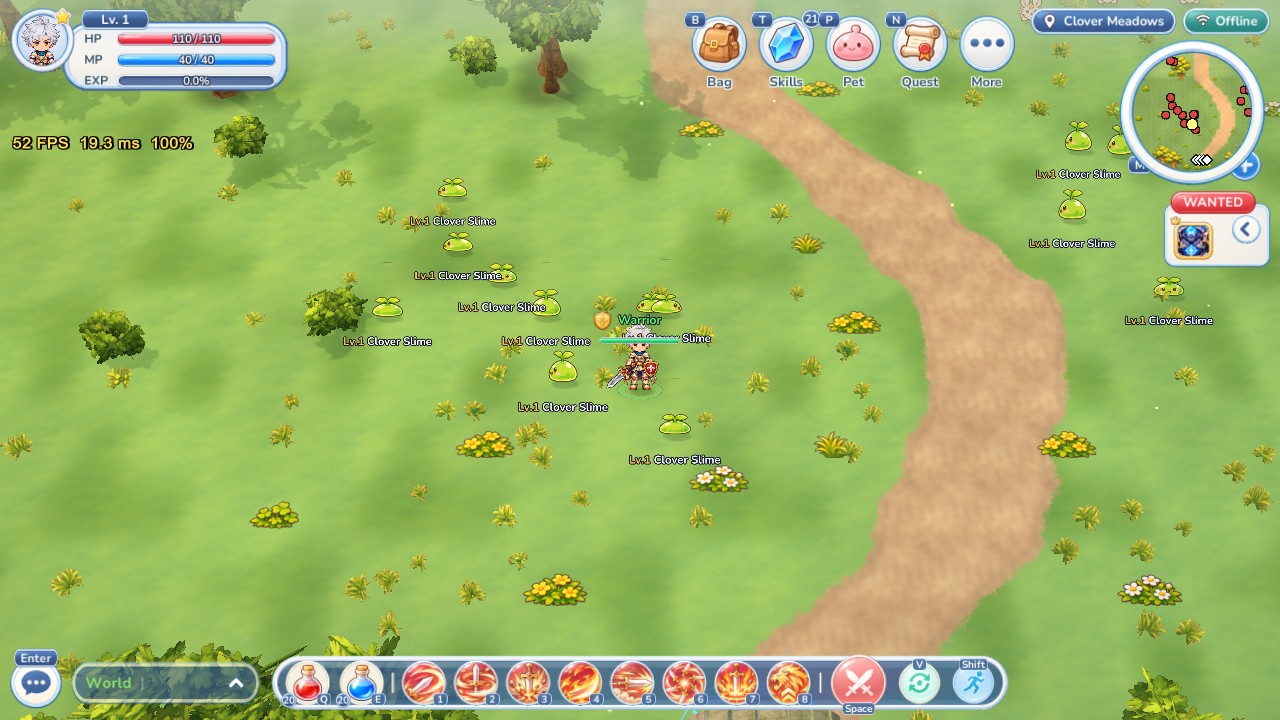 Lv. 1
HP 110 / 110
MP 40 / 40
EXP 0.0%
52 FPS 19.3 ms 100%
B
Bag
T
Skills
21
P
Pet
N
Quest
More
Clover Meadows
Offline
M
WANTED
Lv.1 Clover Slime
Lv.1 Clover Slime
Lv.1 Clover Slime
Lv.1 Clover Slime
Lv.1 Clover Slime
Lv.1 Clover Slime
Lv.1 Clover Slime
Warrior
Lv.1 Clover Slime
Lv.1 Clover Slime
Lv.1 Clover Slime
Lv.1 Clover Slime
Lv.1 Clover Slime
Enter
World
20 Q
20 E
1
2
3
4
5
6
7
8
Space
V
Shift